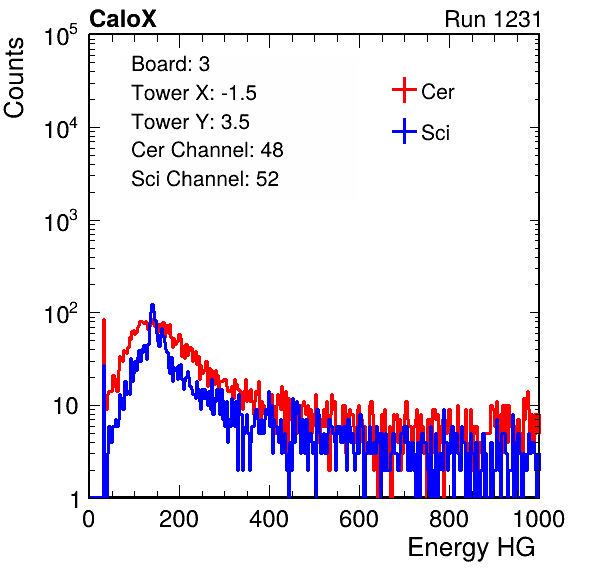 CaloX Run 1231
Counts
Board: 3
Tower X: -1.5
Tower Y: 3.5
Cer Channel: 48
Sci Channel: 52
Cer
Sci
10^5
10^4
10^3
10^2
10
1
0 200 400 600 800 1000
Energy HG